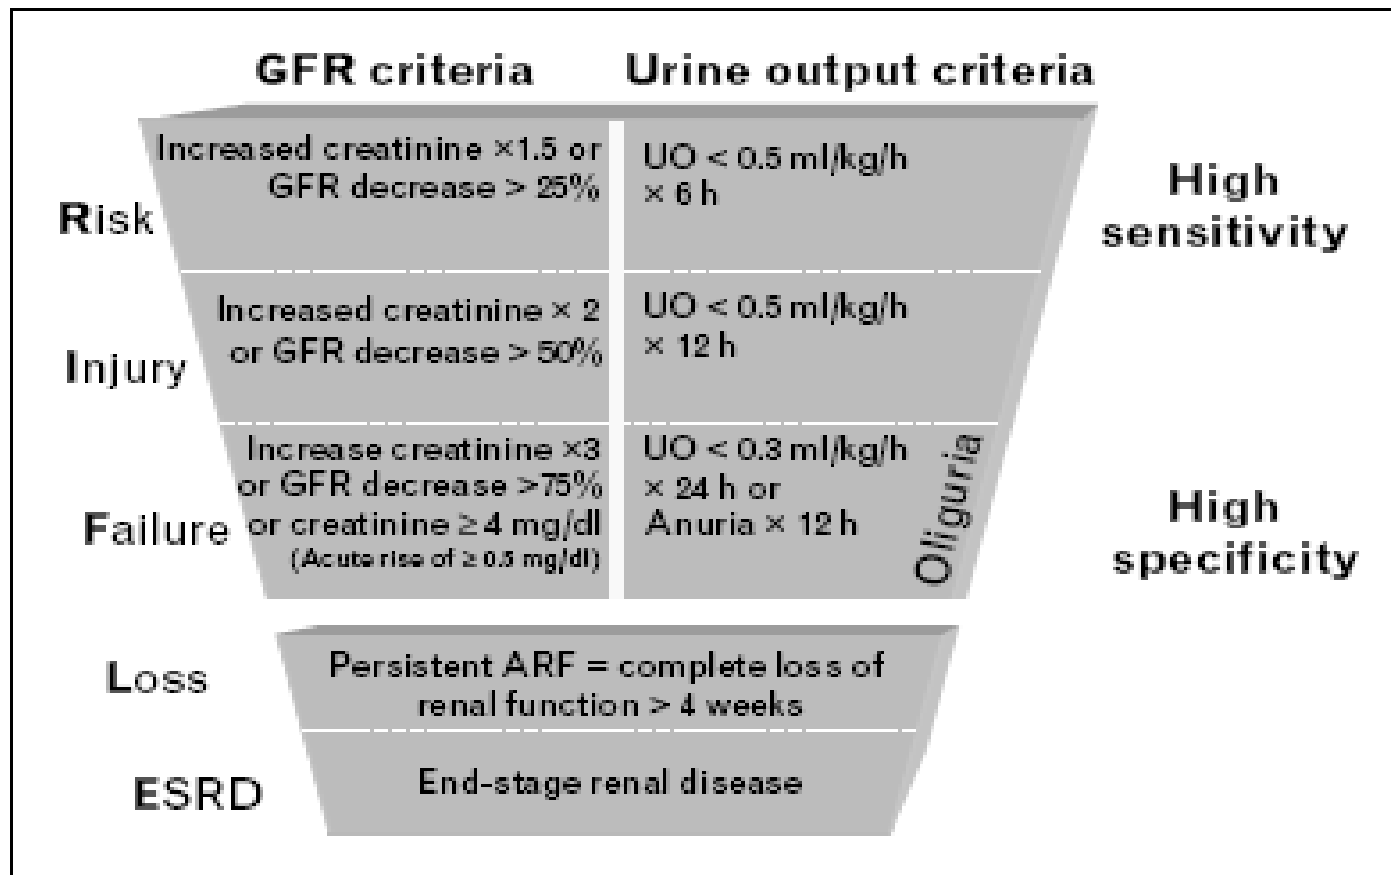 GFR criteria
Urine output criteria
Risk
Increased creatinine ×1.5 or
GFR decrease > 25%
UO < 0.5 ml/kg/h
× 6 h
High
sensitivity
Injury
Increased creatinine × 2
or GFR decrease > 50%
UO < 0.5 ml/kg/h
× 12 h
Failure
Increase creatinine ×3
or GFR decrease >75%
or creatinine ≥ 4 mg/dl
(Acute rise of ≥ 0.5 mg/dl)
UO < 0.3 ml/kg/h
× 24 h or
Anuria × 12 h
Oliguria
High
specificity
Loss
Persistent ARF = complete loss of
renal function > 4 weeks
ESRD
End-stage renal disease